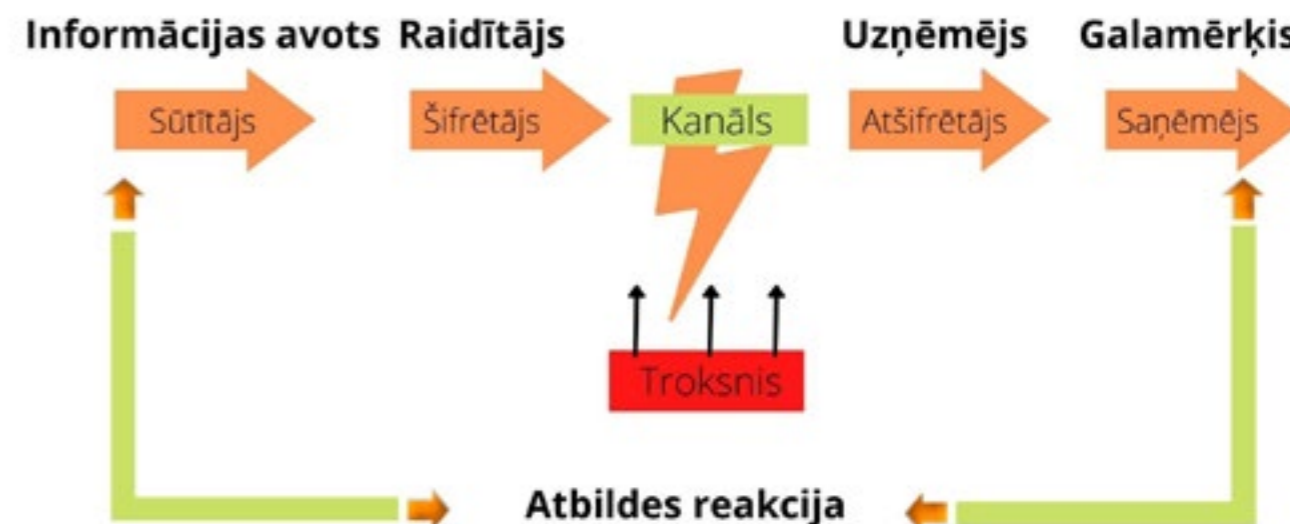 Informācijas avots Raidītājs Uzņēmējs Galamērķis
Sūtītājs Šifrētājs Kanāls Atšifrētājs Saņēmējs
Troksnis
Atbildes reakcija